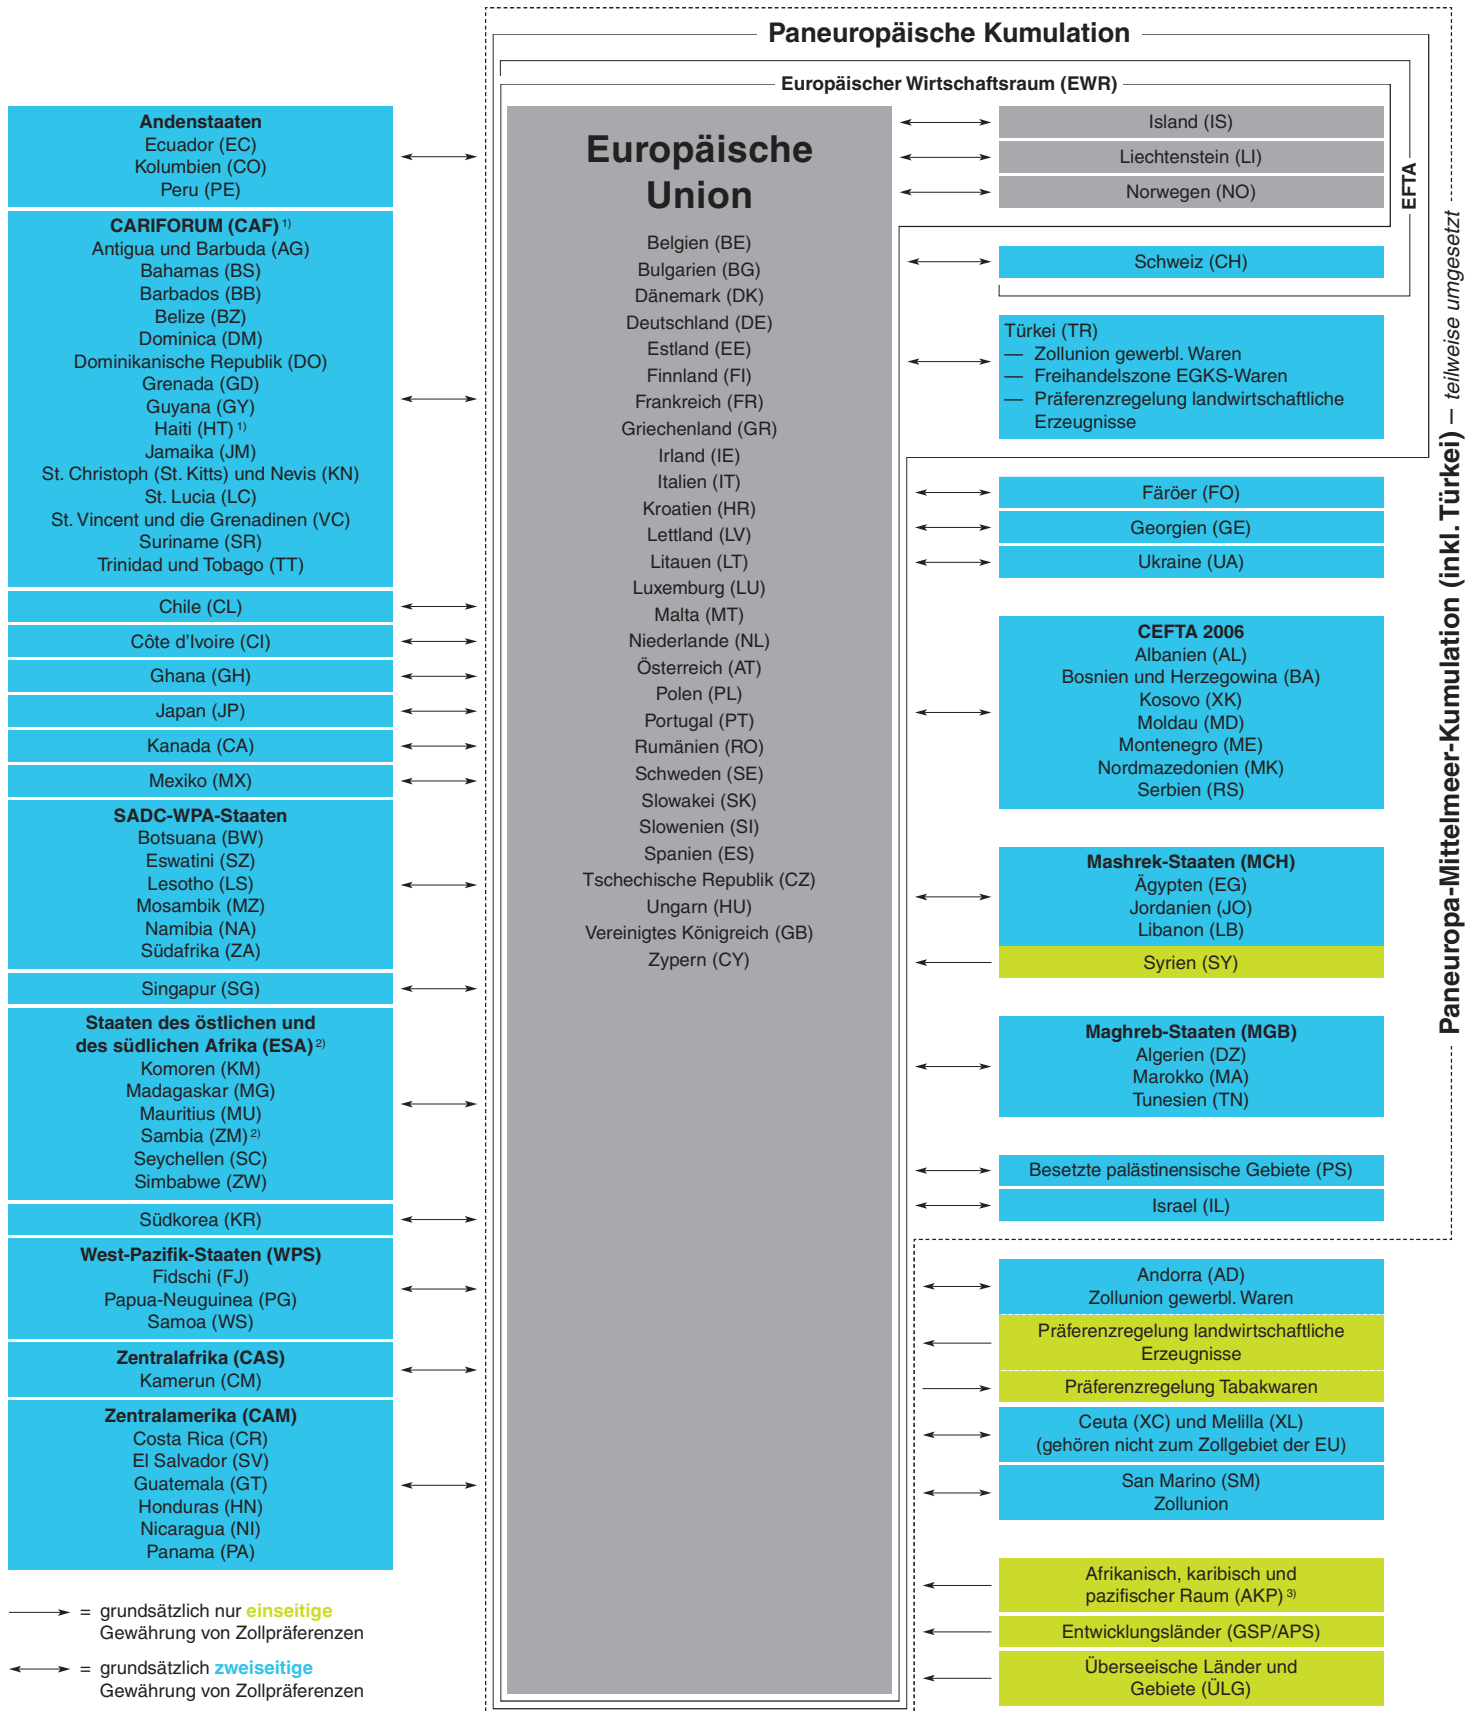 Paneuropäische Kumulation
Europäischer Wirtschaftsraum (EWR)
EFTA
Paneuropa-Mittelmeer-Kumulation (inkl. Türkei) — teilweise umgesetzt
Andenstaaten
Ecuador (EC)
Kolumbien (CO)
Peru (PE)
CARIFORUM (CAF) 1)
Antigua und Barbuda (AG)
Bahamas (BS)
Barbados (BB)
Belize (BZ)
Dominica (DM)
Dominikanische Republik (DO)
Grenada (GD)
Guyana (GY)
Haiti (HT) 1)
Jamaika (JM)
St. Christoph (St. Kitts) und Nevis (KN)
St. Lucia (LC)
St. Vincent und die Grenadinen (VC)
Suriname (SR)
Trinidad und Tobago (TT)
Chile (CL)
Côte d'Ivoire (CI)
Ghana (GH)
Japan (JP)
Kanada (CA)
Mexiko (MX)
SADC-WPA-Staaten
Botsuana (BW)
Eswatini (SZ)
Lesotho (LS)
Mosambik (MZ)
Namibia (NA)
Südafrika (ZA)
Singapur (SG)
Staaten des östlichen und
des südlichen Afrika (ESA) 2)
Komoren (KM)
Madagaskar (MG)
Mauritius (MU)
Sambia (ZM) 2)
Seychellen (SC)
Simbabwe (ZW)
Südkorea (KR)
West-Pazifik-Staaten (WPS)
Fidschi (FJ)
Papua-Neuguinea (PG)
Samoa (WS)
Zentralafrika (CAS)
Kamerun (CM)
Zentralamerika (CAM)
Costa Rica (CR)
El Salvador (SV)
Guatemala (GT)
Honduras (HN)
Nicaragua (NI)
Panama (PA)
= grundsätzlich nur einseitige
Gewährung von Zollpräferenzen
= grundsätzlich zweiseitige
Gewährung von Zollpräferenzen
Europäische
Union
Belgien (BE)
Bulgarien (BG)
Dänemark (DK)
Deutschland (DE)
Estland (EE)
Finnland (FI)
Frankreich (FR)
Griechenland (GR)
Irland (IE)
Italien (IT)
Kroatien (HR)
Lettland (LV)
Litauen (LT)
Luxemburg (LU)
Malta (MT)
Niederlande (NL)
Österreich (AT)
Polen (PL)
Portugal (PT)
Rumänien (RO)
Schweden (SE)
Slowakei (SK)
Slowenien (SI)
Spanien (ES)
Tschechische Republik (CZ)
Ungarn (HU)
Vereinigtes Königreich (GB)
Zypern (CY)
Island (IS)
Liechtenstein (LI)
Norwegen (NO)
Schweiz (CH)
Türkei (TR)
— Zollunion gewerbl. Waren
— Freihandelszone EGKS-Waren
— Präferenzregelung landwirtschaftliche
Erzeugnisse
Färöer (FO)
Georgien (GE)
Ukraine (UA)
CEFTA 2006
Albanien (AL)
Bosnien und Herzegowina (BA)
Kosovo (XK)
Moldau (MD)
Montenegro (ME)
Nordmazedonien (MK)
Serbien (RS)
Mashrek-Staaten (MCH)
Ägypten (EG)
Jordanien (JO)
Libanon (LB)
Syrien (SY)
Maghreb-Staaten (MGB)
Algerien (DZ)
Marokko (MA)
Tunesien (TN)
Besetzte palästinensische Gebiete (PS)
Israel (IL)
Andorra (AD)
Zollunion gewerbl. Waren
Präferenzregelung landwirtschaftliche
Erzeugnisse
Präferenzregelung Tabakwaren
Ceuta (XC) und Melilla (XL)
(gehören nicht zum Zollgebiet der EU)
San Marino (SM)
Zollunion
Afrikanisch, karibisch und
pazifischer Raum (AKP) 3)
Entwicklungsländer (GSP/APS)
Überseeische Länder und
Gebiete (ÜLG)